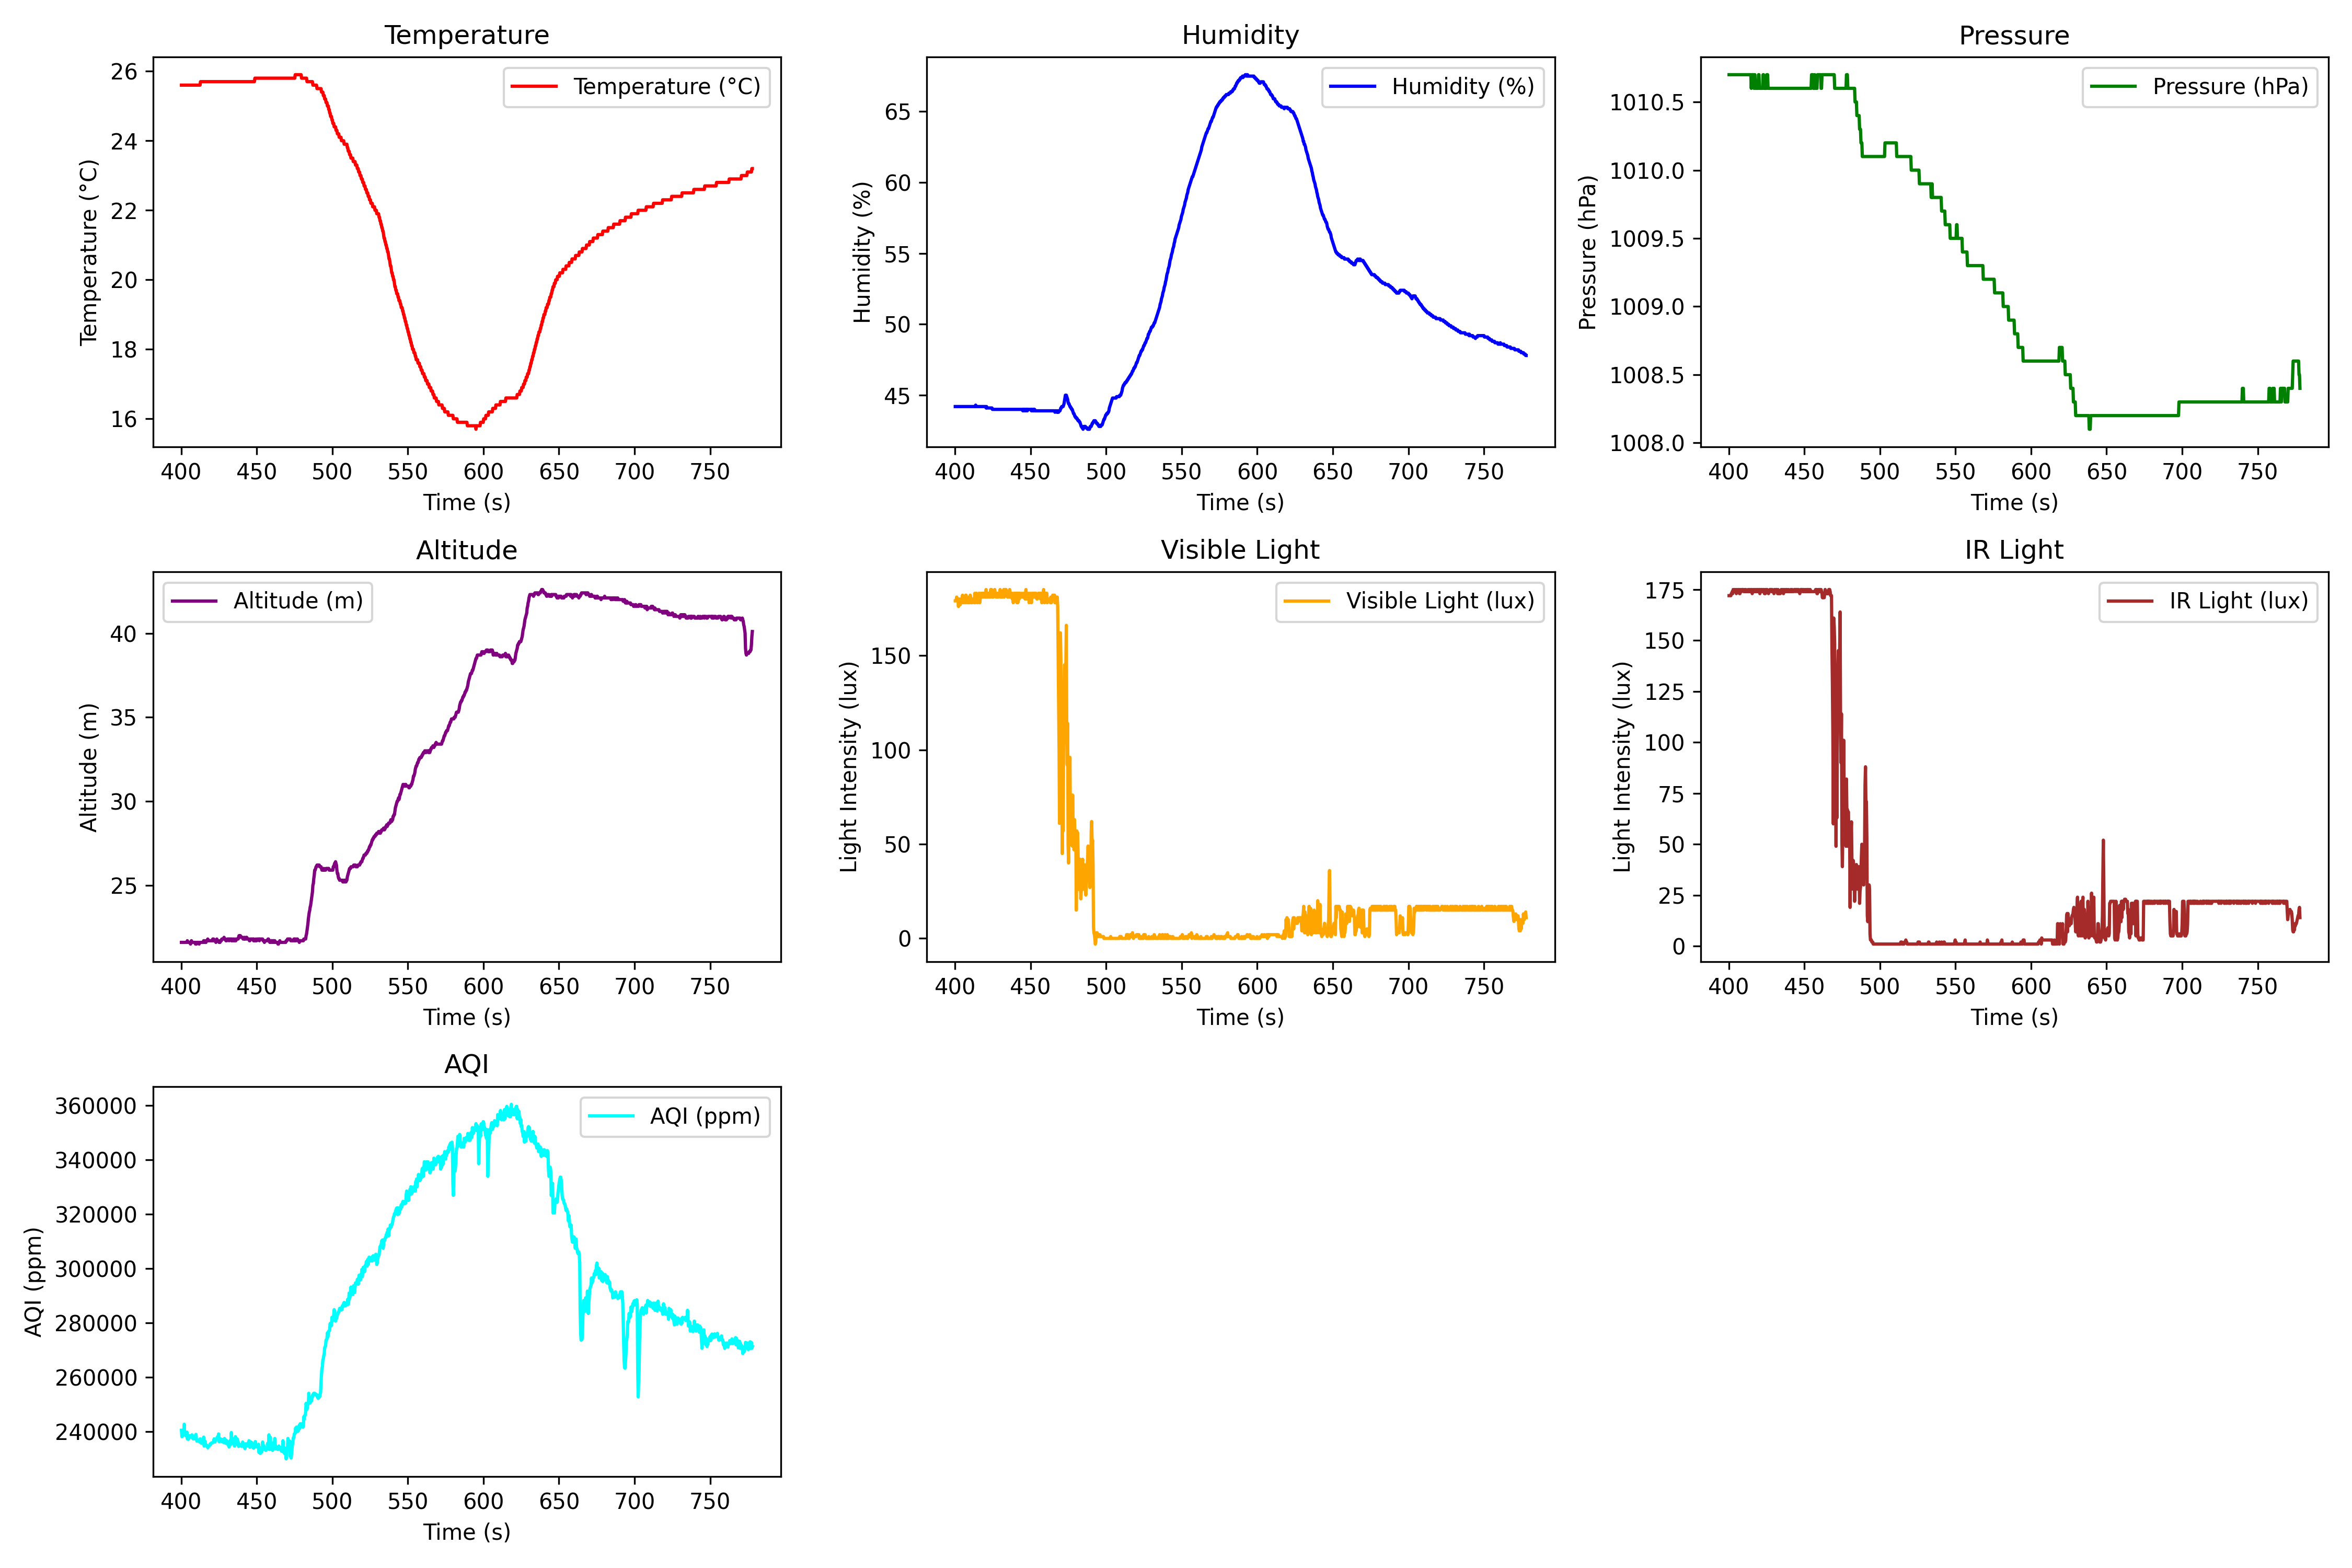 Temperature
Temperature (°C)
Temperature (°C)
26
24
22
20
18
16
400 450 500 550 600 650 700 750
Time (s)
Humidity
Humidity (%)
Humidity (%)
65
60
55
50
45
400 450 500 550 600 650 700 750
Time (s)
Pressure
Pressure (hPa)
Pressure (hPa)
1010.5
1010.0
1009.5
1009.0
1008.5
1008.0
400 450 500 550 600 650 700 750
Time (s)
Altitude
Altitude (m)
Altitude (m)
40
35
30
25
400 450 500 550 600 650 700 750
Time (s)
Visible Light
Visible Light (lux)
Light Intensity (lux)
150
100
50
0
400 450 500 550 600 650 700 750
Time (s)
IR Light
IR Light (lux)
Light Intensity (lux)
175
150
125
100
75
50
25
0
400 450 500 550 600 650 700 750
Time (s)
AQI
AQI (ppm)
AQI (ppm)
360000
340000
320000
300000
280000
260000
240000
400 450 500 550 600 650 700 750
Time (s)